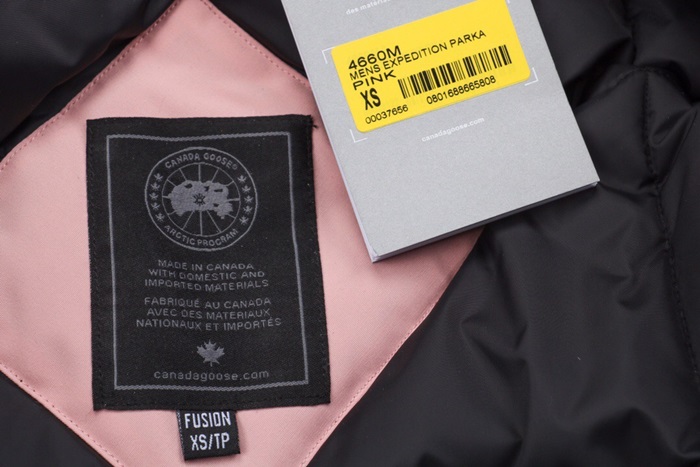 4660M
MENS EXPEDITION PARKA
PINK
XS
00037656 0801688665808
canadagoose.com
CANADA GOOSE®
ARCTIC PROGRAM
MADE IN CANADA
WITH DOMESTIC AND
IMPORTED MATERIALS
FABRIQUÉ AU CANADA
AVEC DES MATERIAUX
NATIONAUX ET IMPORTÉS
canadagoose.com
FUSION
XS/TP